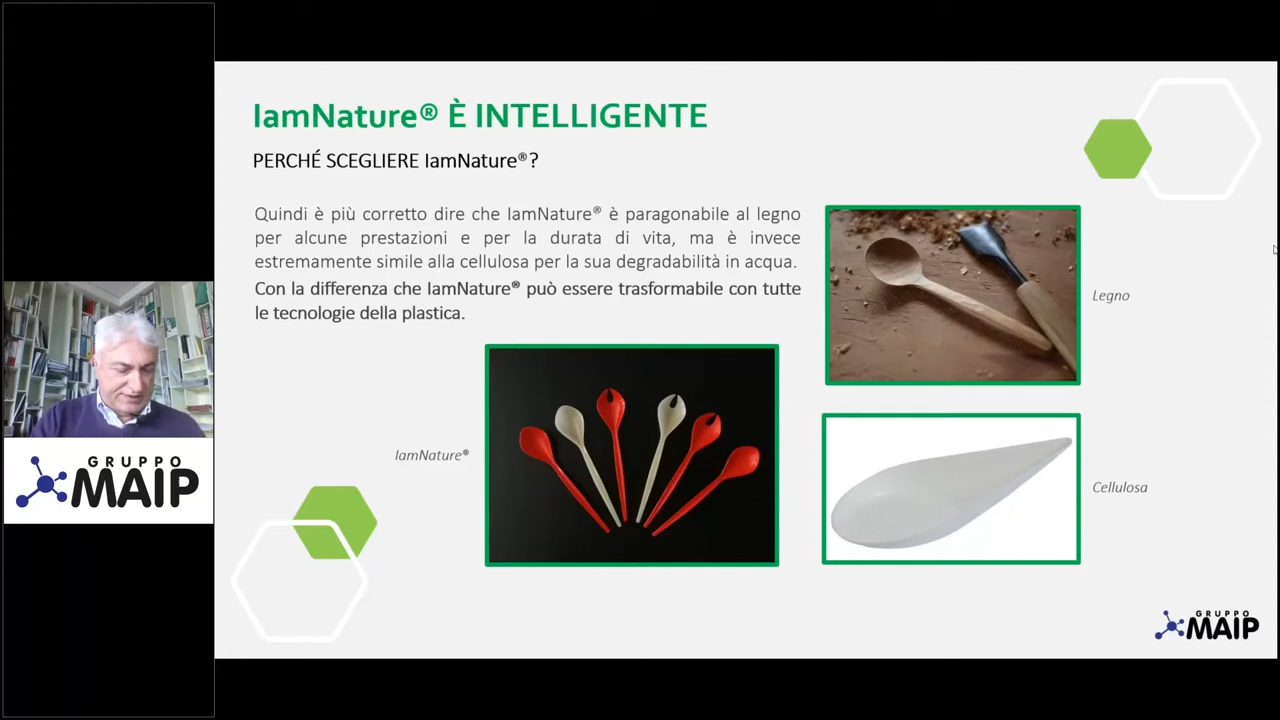 IamNature® È INTELLIGENTE
PERCHÉ SCEGLIERE IamNature®?
Quindi è più corretto dire che IamNature® è paragonabile al legno
per alcune prestazioni e per la durata di vita, ma è invece
estremamente simile alla cellulosa per la sua degradabilità in acqua.
Con la differenza che IamNature® può essere trasformabile con tutte
le tecnologie della plastica.
Legno
IamNature®
Cellulosa
GRUPPO
MAIP
GRUPPO
MAIP